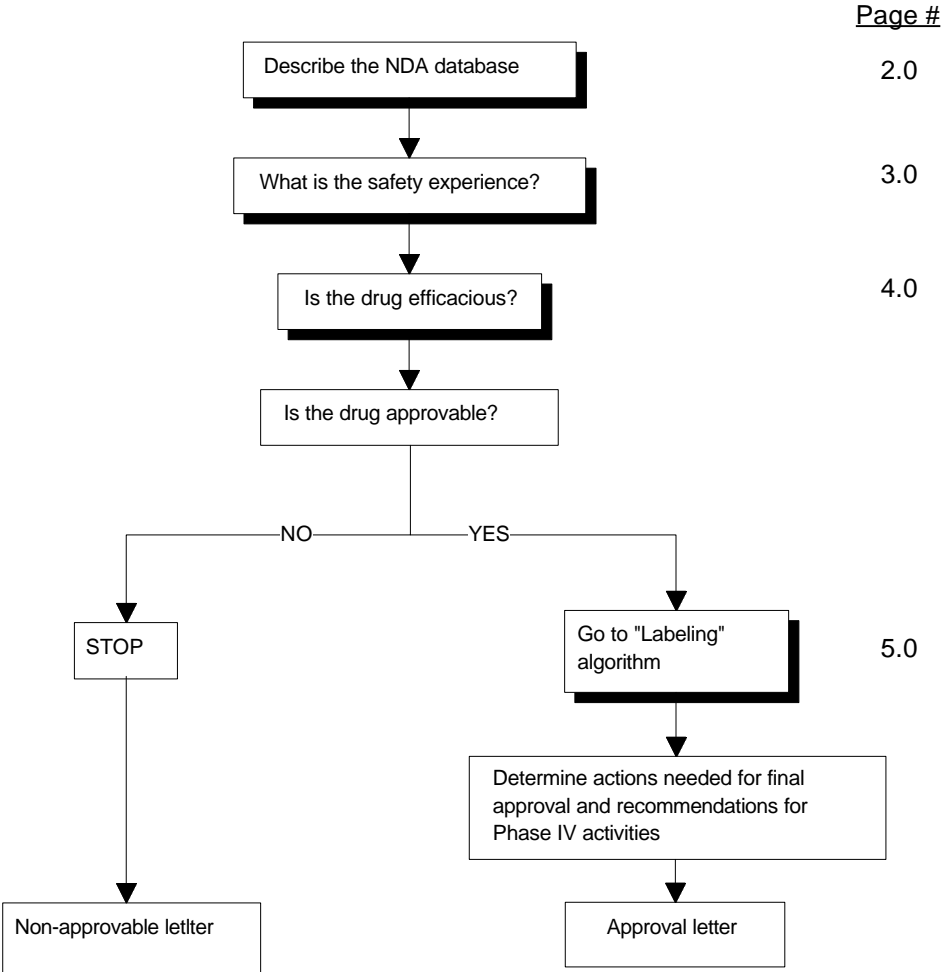 Page #
Describe the NDA database
2.0
What is the safety experience?
3.0
Is the drug efficacious?
4.0
Is the drug approvable?
NO
YES
STOP
Go to "Labeling"
algorithm
5.0
Determine actions needed for final
approval and recommendations for
Phase IV activities
Non-approvable letlter
Approval letter